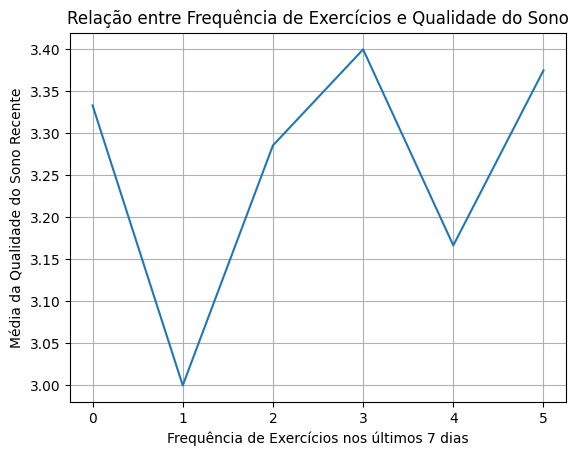 Relação entre Frequência de Exercícios e Qualidade do Sono
3.40
3.35
3.30
3.25
3.20
3.15
3.10
3.05
3.00
Média da Qualidade do Sono Recente
0 1 2 3 4 5
Frequência de Exercícios nos últimos 7 dias